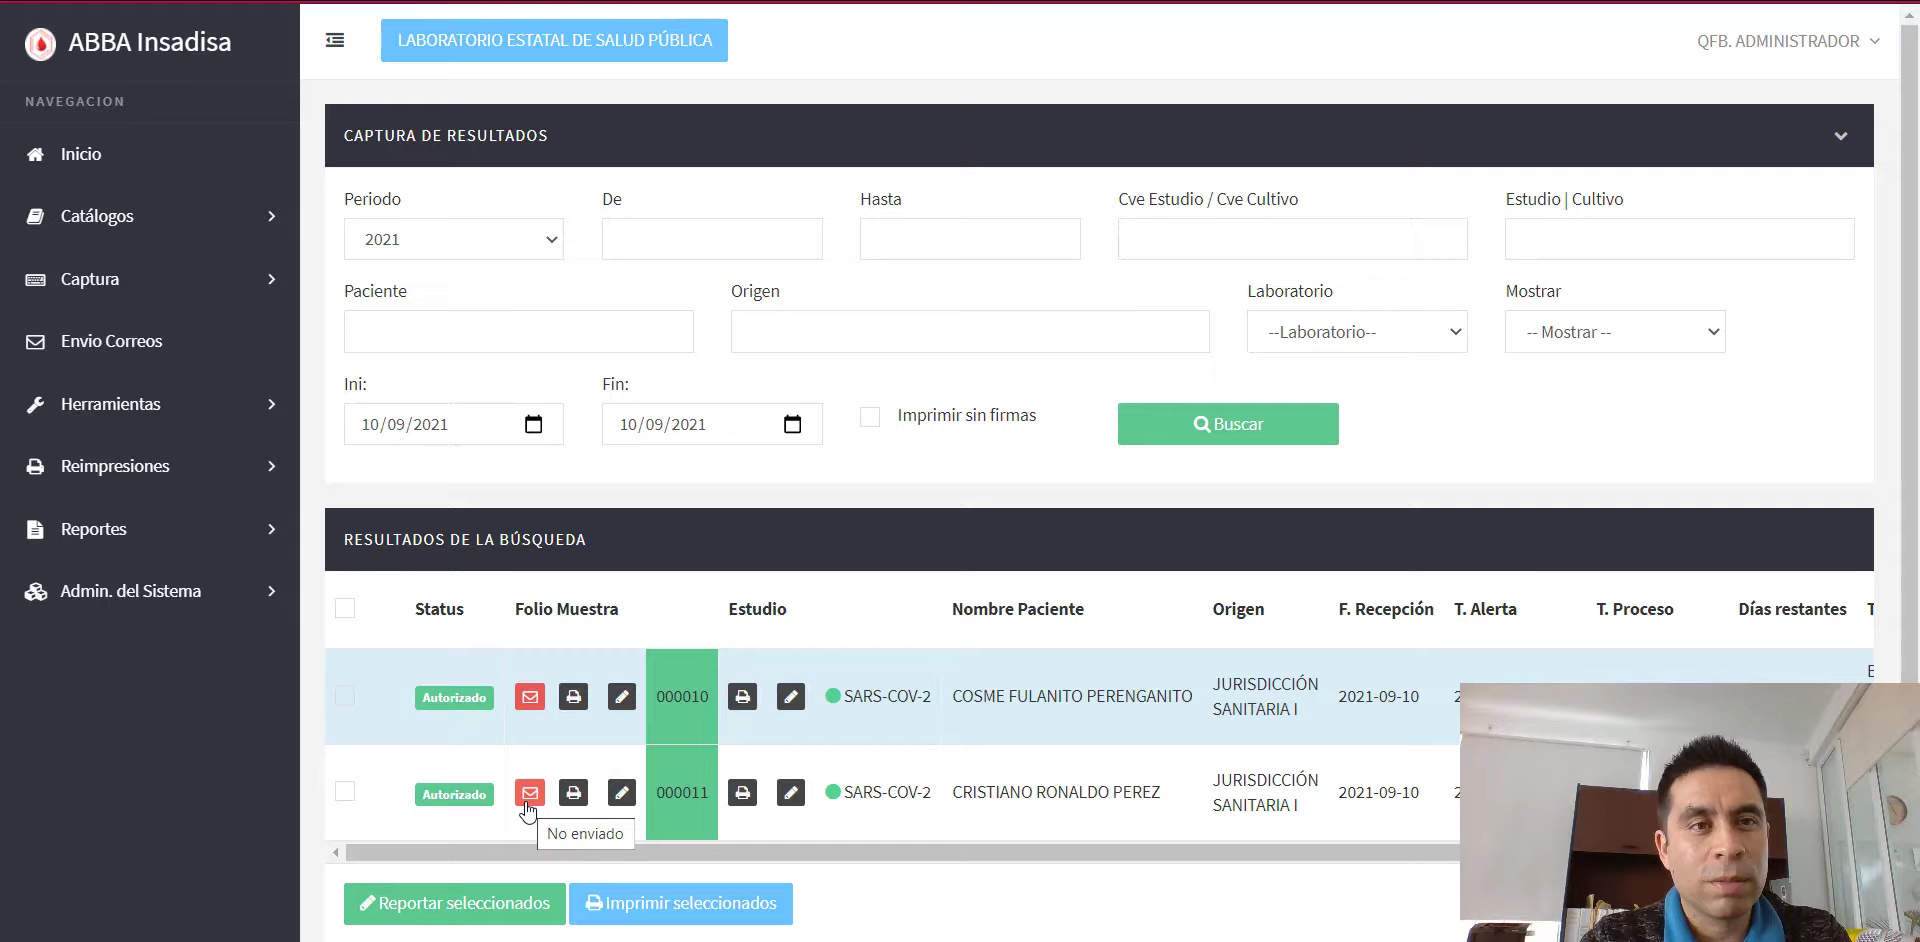 ABBA Insadisa
LABORATORIO ESTATAL DE SALUD PÚBLICA
QFB. ADMINISTRADOR
NAVEGACION
Inicio
Catálogos
Captura
Envio Correos
Herramientas
Reimpresiones
Reportes
Admin. del Sistema
CAPTURA DE RESULTADOS
Periodo De Hasta Cve Estudio / Cve Cultivo Estudio | Cultivo
2021
Paciente Origen Laboratorio Mostrar
--Laboratorio-- -- Mostrar --
Ini: Fin:
10/09/2021 10/09/2021 Imprimir sin firmas Buscar
RESULTADOS DE LA BÚSQUEDA
Status Folio Muestra Estudio Nombre Paciente Origen F. Recepción T. Alerta T. Proceso Días restantes T
Autorizado 000010 SARS-COV-2 COSME FULANITO PERENGANITO JURISDICCIÓN SANITARIA I 2021-09-10 2
E
Autorizado 000011 SARS-COV-2 CRISTIANO RONALDO PEREZ JURISDICCIÓN SANITARIA I 2021-09-10 2
No enviado
Reportar seleccionados Imprimir seleccionados